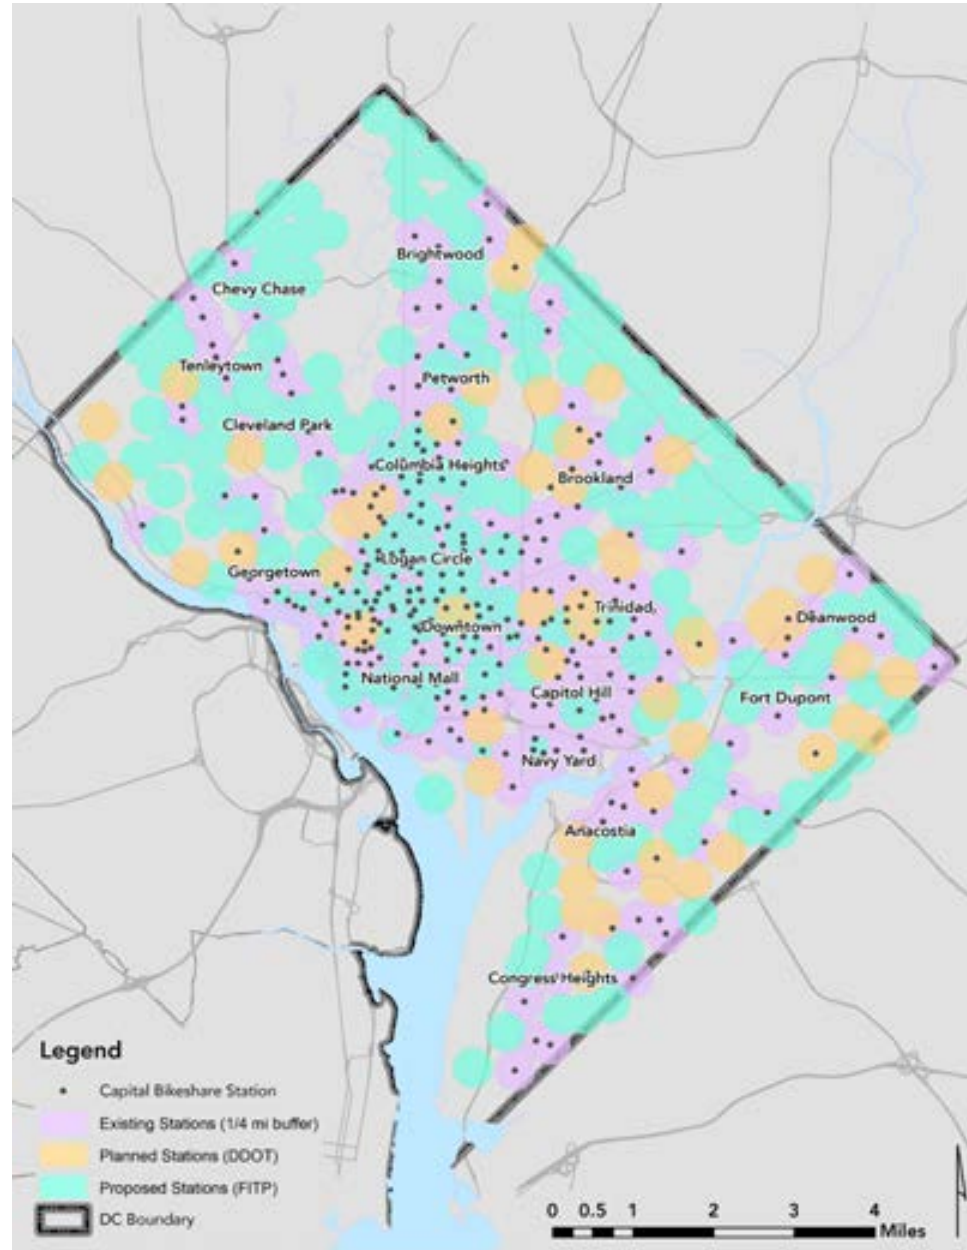 Brightwood
Chevy Chase
Tenleytown
Petworth
Cleveland Park
Columbia Heights
Brookland
Logan Circle
Georgetown
Trinidad
Deanwood
Downtown
National Mall
Capitol Hill
Fort Dupont
Navy Yard
Anacostia
Congress Heights
Legend
Capital Bikeshare Station
Existing Stations (1/4 mi buffer)
Planned Stations (DDOT)
Proposed Stations (FITP)
DC Boundary
0 0.5 1 2 3 4
Miles